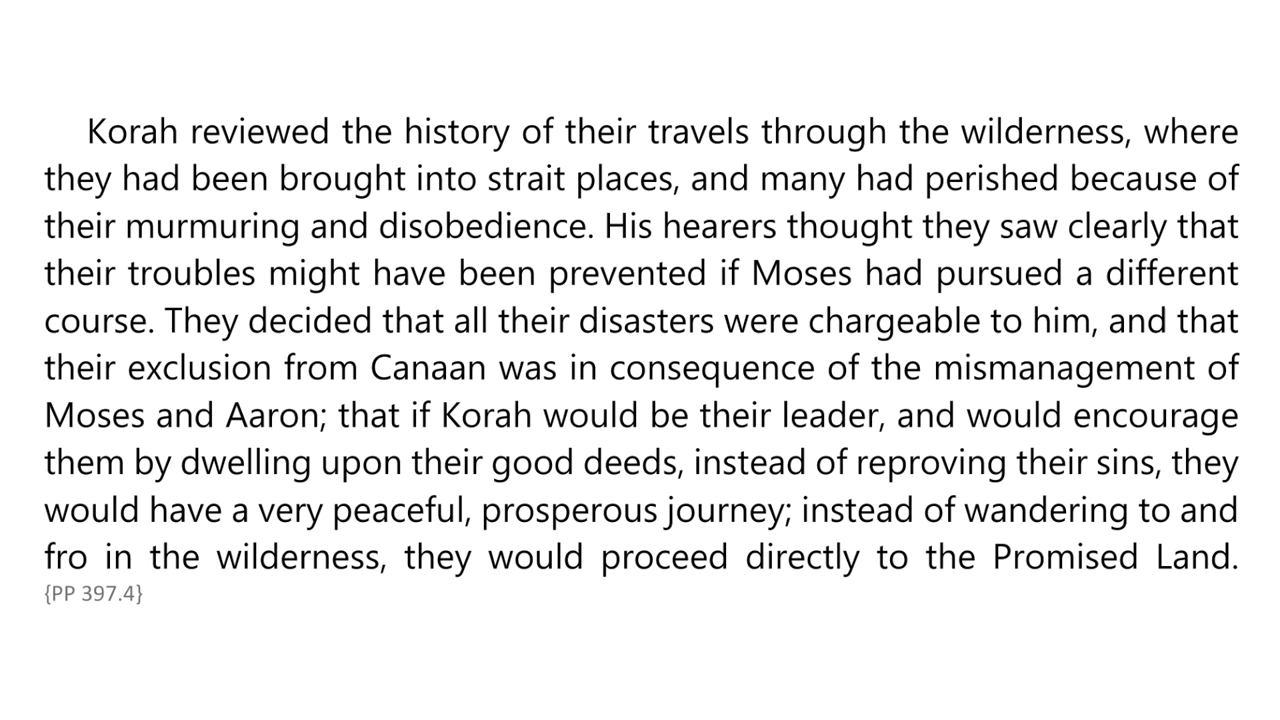 Korah reviewed the history of their travels through the wilderness, where
they had been brought into strait places, and many had perished because of
their murmuring and disobedience. His hearers thought they saw clearly that
their troubles might have been prevented if Moses had pursued a different
course. They decided that all their disasters were chargeable to him, and that
their exclusion from Canaan was in consequence of the mismanagement of
Moses and Aaron; that if Korah would be their leader, and would encourage
them by dwelling upon their good deeds, instead of reproving their sins, they
would have a very peaceful, prosperous journey; instead of wandering to and
fro in the wilderness, they would proceed directly to the Promised Land.
{PP 397.4}